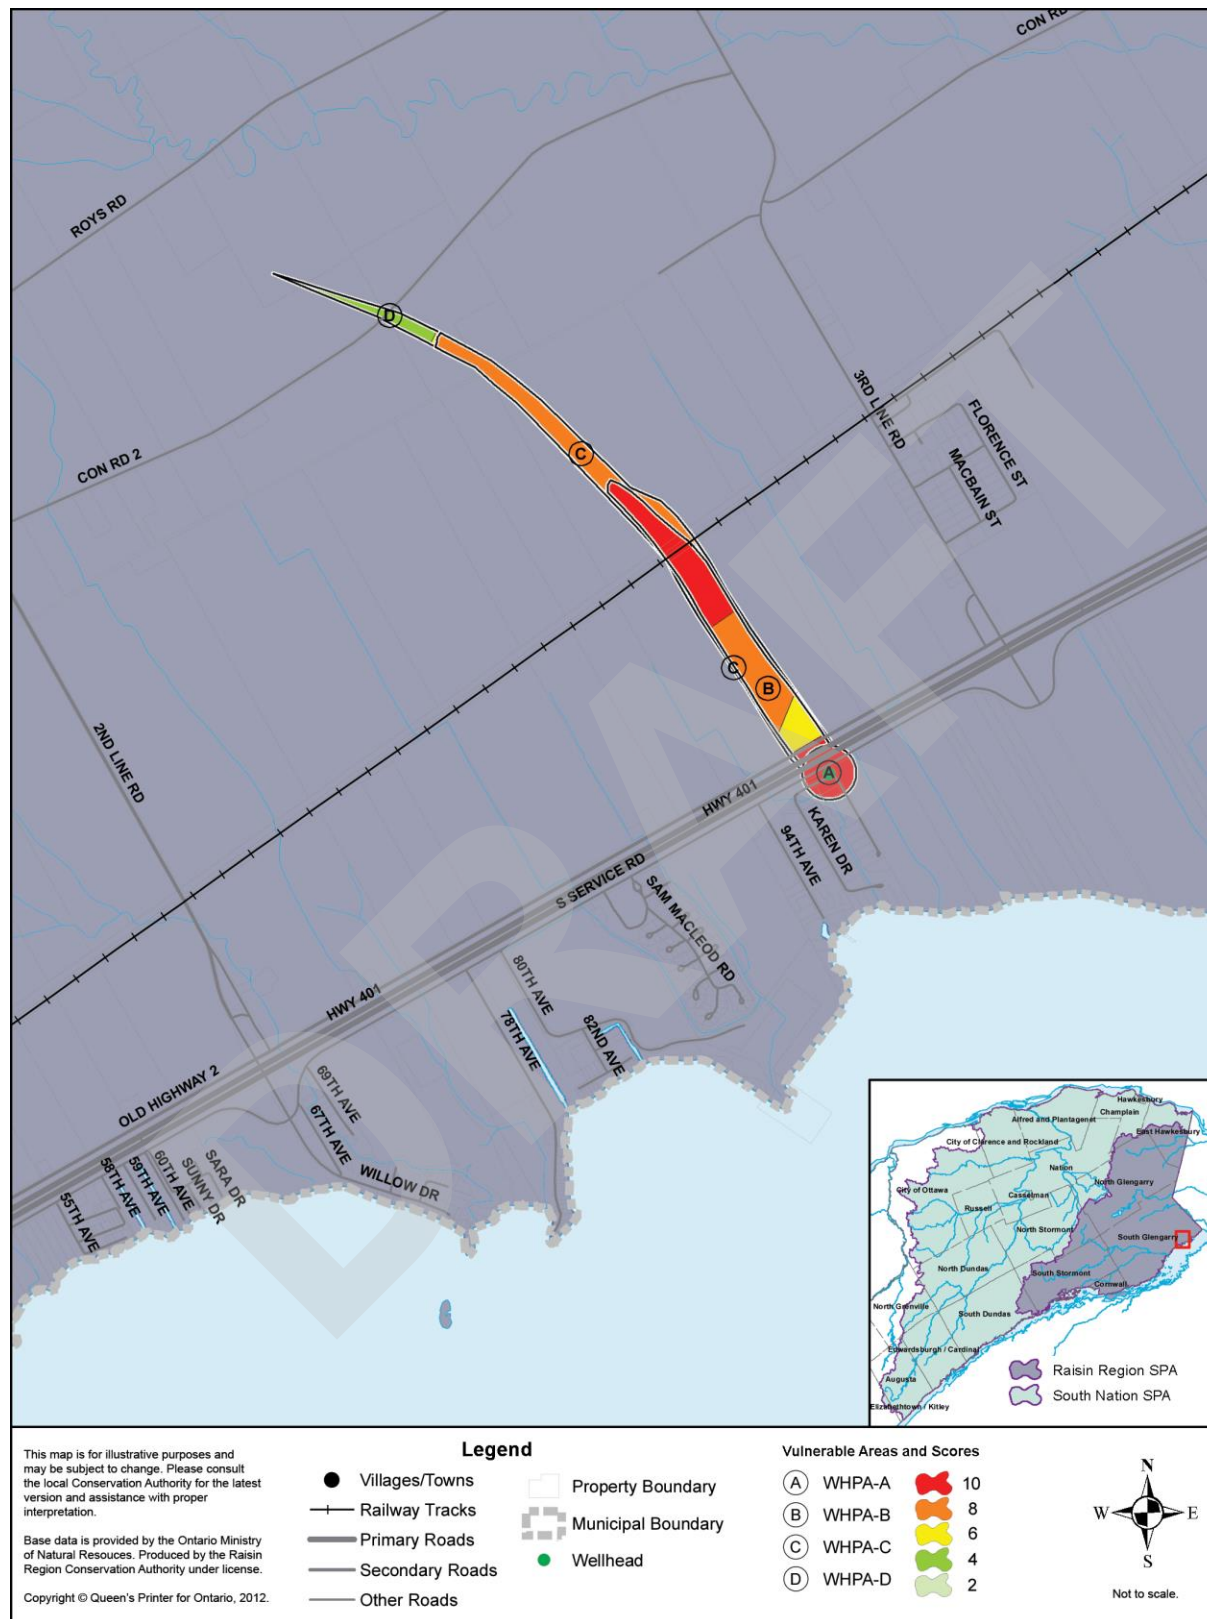 CON RD
ROYS RD
D
C
3RD LINE RD
FLORENCE ST
MACBAIN ST
CON RD 2
C
B
A
2ND LINE RD
HWY 401
KAREN DR
94TH AVE
S SERVICE RD
SAM MACLEOD RD
80TH AVE
78TH AVE
82ND AVE
HWY 401
OLD HIGHWAY 2
69TH AVE
67TH AVE
WILLOW DR
SARA DR
SUNNY DR
60TH AVE
59TH AVE
58TH AVE
55TH AVE
DRAFT
Hawkesbury
Champlain
Alfred and Plantagenet
East Hawkesbury
City of Clarence and Rockland
Nation
North Glengarry
City of Ottawa
Casselman
Russell
North Stormont
South Glengarry
North Dundas
South Stormont
Cornwall
North Grenville
South Dundas
Edwardsburgh / Cardinal
Augusta
Elizabethtown / Kitley
Raisin Region SPA
South Nation SPA
This map is for illustrative purposes and
may be subject to change. Please consult
the local Conservation Authority for the latest
version and assistance with proper
interpretation.
Base data is provided by the Ontario Ministry
of Natural Resouces. Produced by the Raisin
Region Conservation Authority under license.
Copyright © Queen's Printer for Ontario, 2012.
Legend
Villages/Towns
Railway Tracks
Primary Roads
Secondary Roads
Other Roads
Property Boundary
Municipal Boundary
Wellhead
Vulnerable Areas and Scores
A WHPA-A 10
B WHPA-B 8
C WHPA-C 6
D WHPA-D 4
2
N
W E
S
Not to scale.